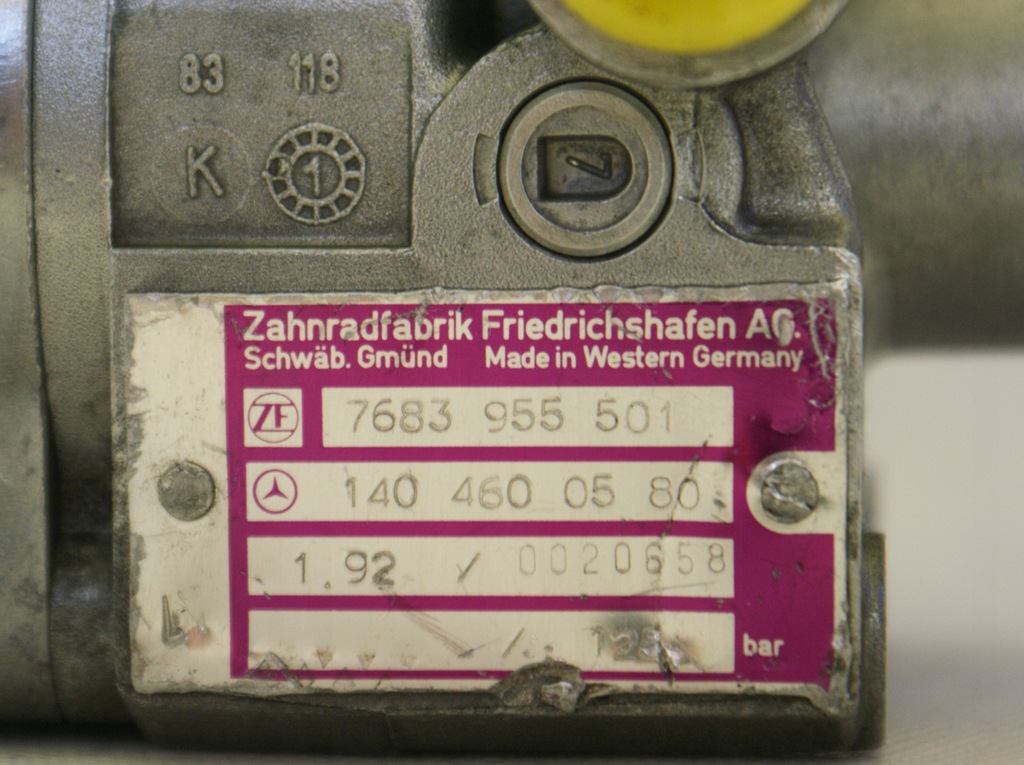 83 118
K 1
Zahnradfabrik Friedrichshafen AG.
Schwäb. Gmünd Made in Western Germany
ZF 7683 955 501
140 460 05 80
1.92 / 0020658
bar